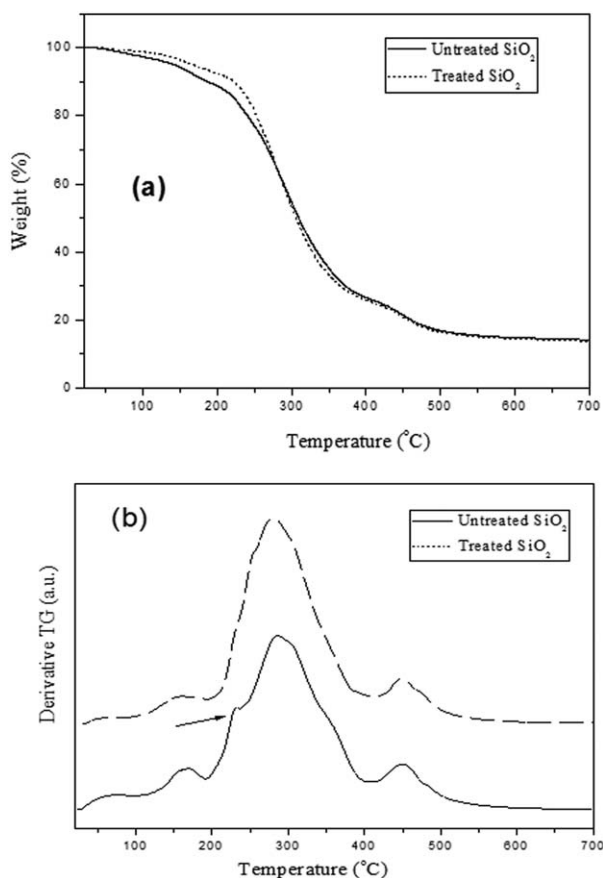 100
80
60
40
20
0
Weight (%)
(a)
Untreated SiO₂
Treated SiO₂
100 200 300 400 500 600 700
Temperature (°C)
(b)
Untreated SiO₂
Treated SiO₂
Derivative TG (a.u.)
100 200 300 400 500 600 700
Temperature (°C)